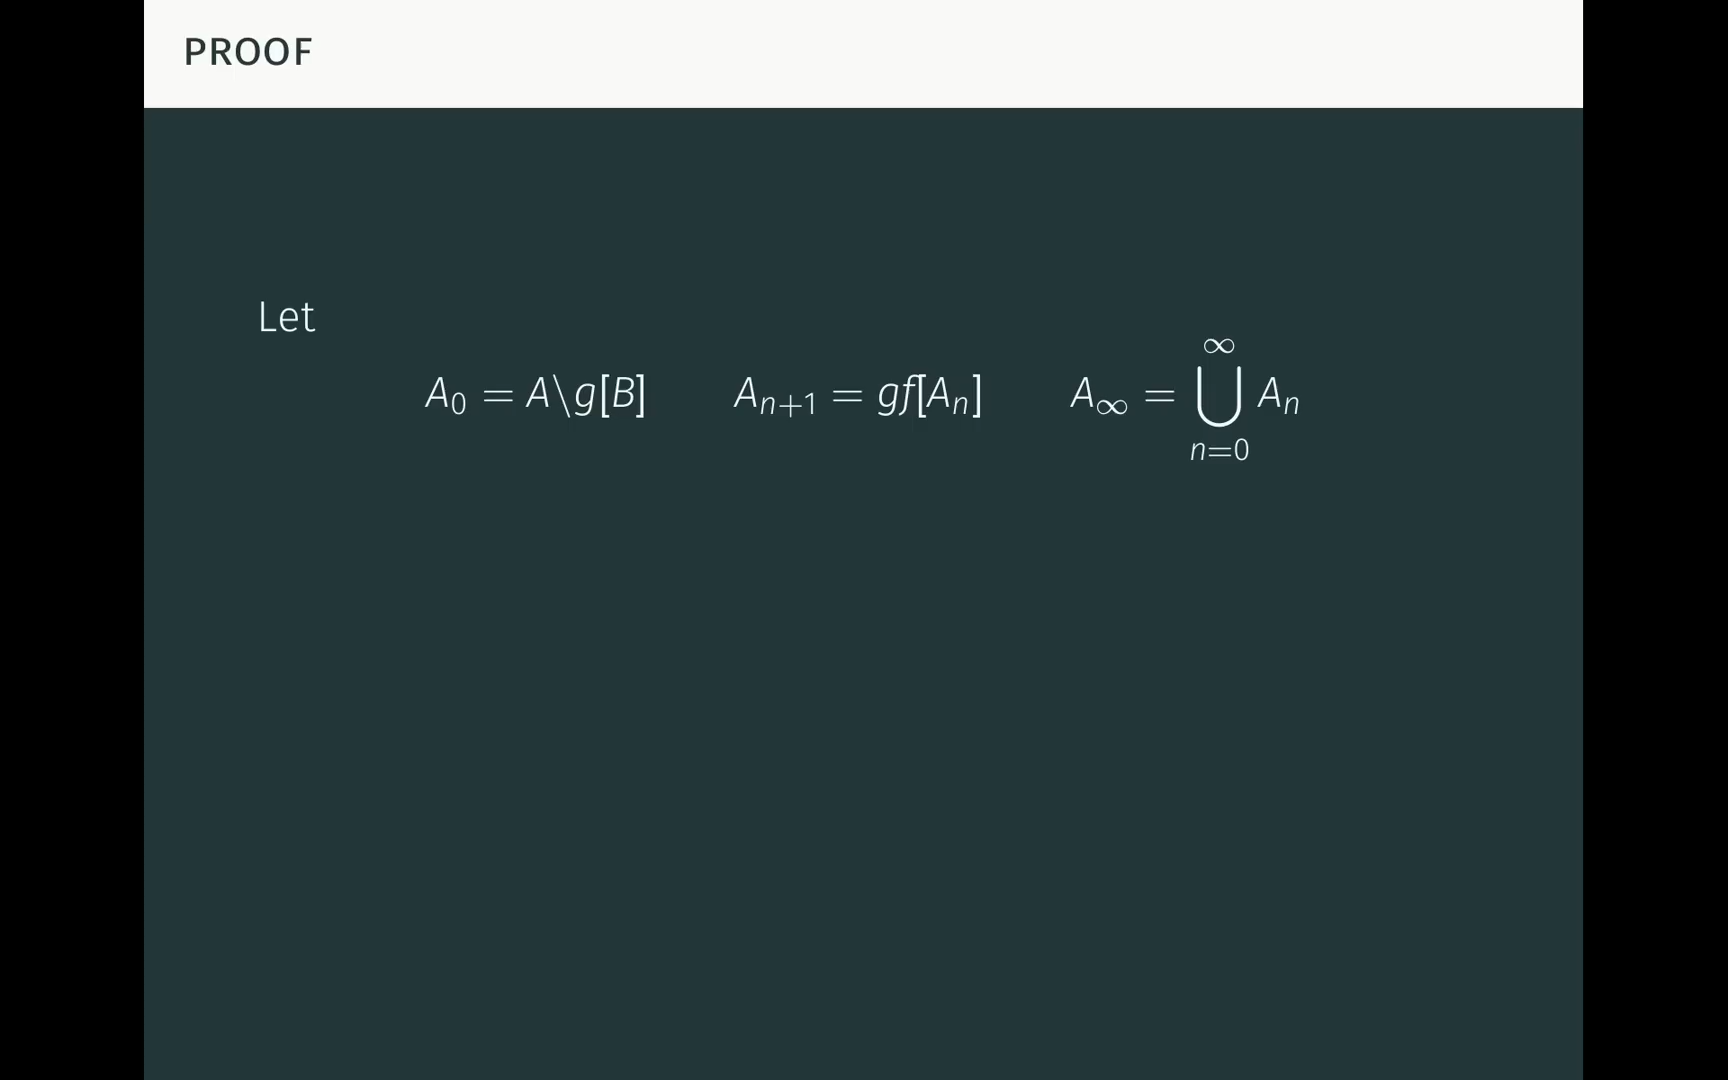 PROOF
Let
A₀ = A\g[B] Aₙ₊₁ = gf[Aₙ] A∞ = ⋃_{n=0}^{∞} Aₙ